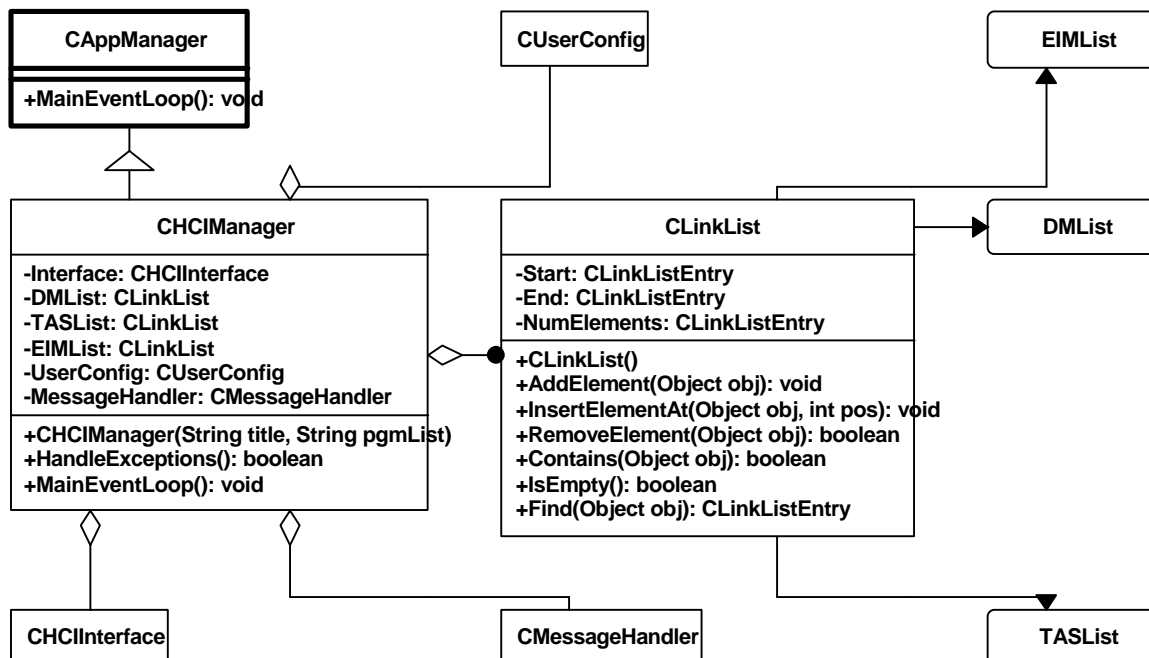 CAppManager
+MainEventLoop(): void
CUserConfig
EIMList
CHCIManager
-Interface: CHCIInterface
-DMList: CLinkList
-TASList: CLinkList
-EIMList: CLinkList
-UserConfig: CUserConfig
-MessageHandler: CMessageHandler
+CHCIManager(String title, String pgmList)
+HandleExceptions(): boolean
+MainEventLoop(): void
CLinkList
-Start: CLinkListEntry
-End: CLinkListEntry
-NumElements: CLinkListEntry
+CLinkList()
+AddElement(Object obj): void
+InsertElementAt(Object obj, int pos): void
+RemoveElement(Object obj): boolean
+Contains(Object obj): boolean
+IsEmpty(): boolean
+Find(Object obj): CLinkListEntry
DMList
CHCIInterface
CMessageHandler
TASList